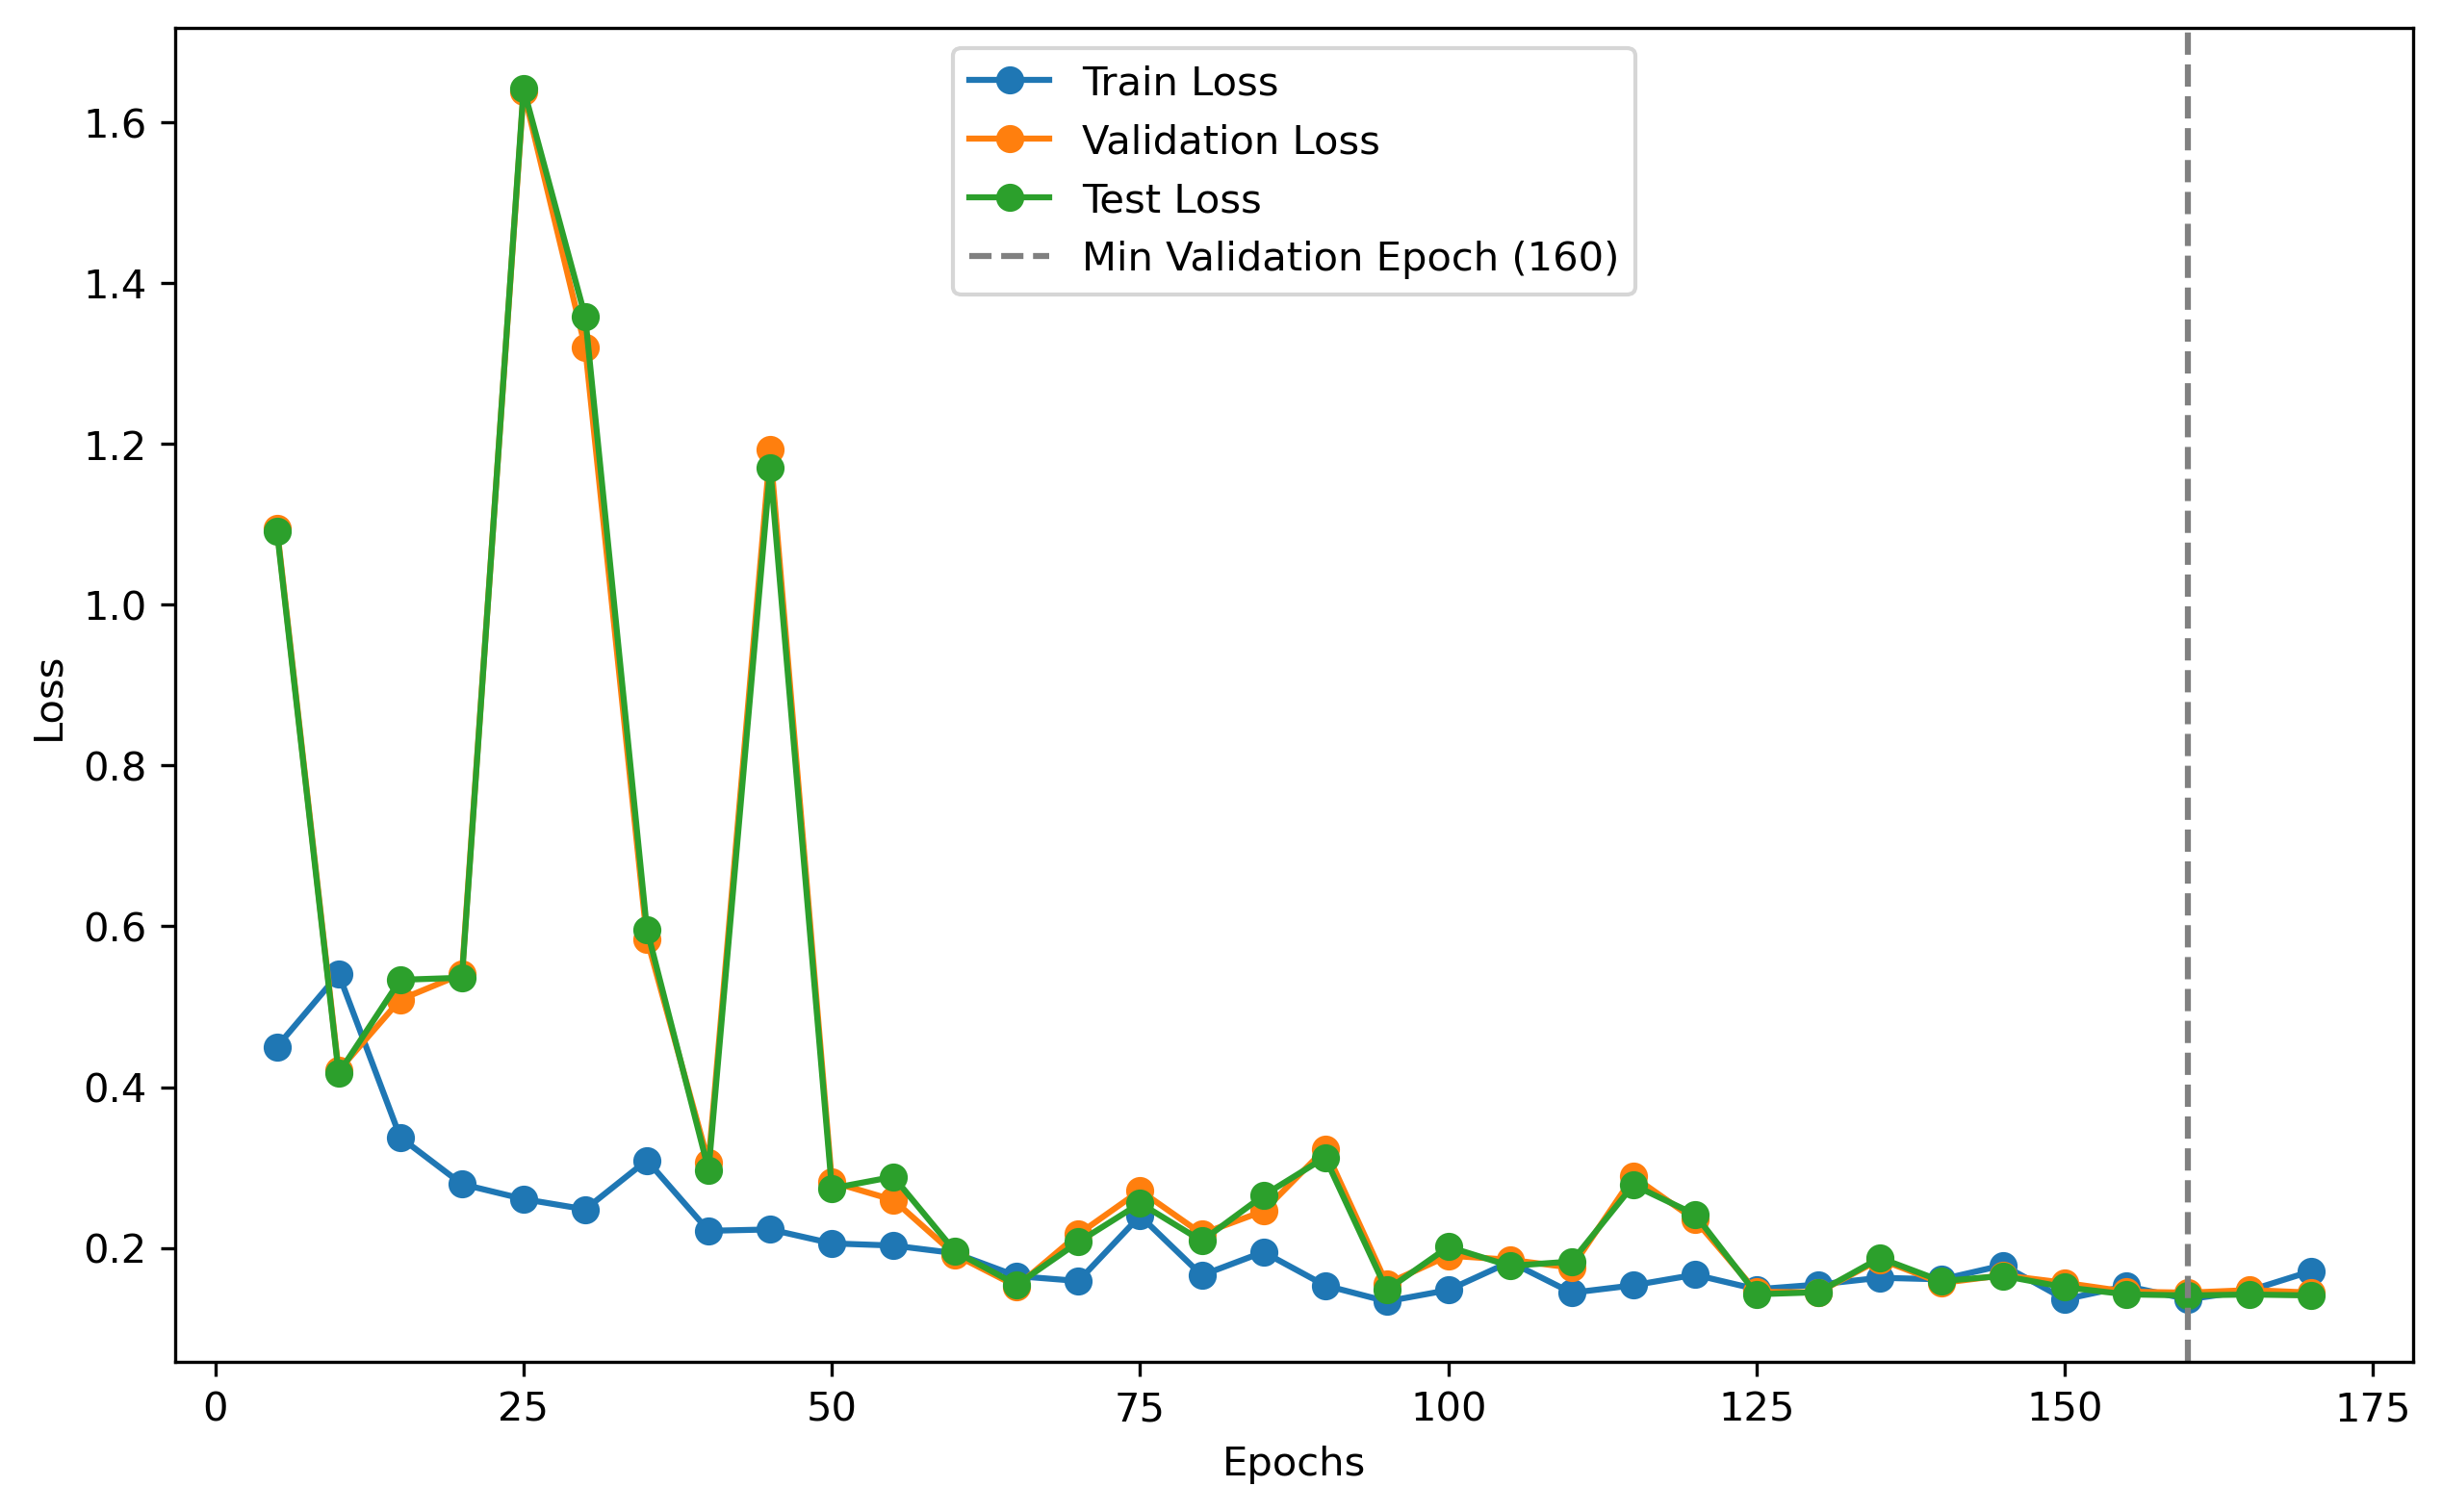 Train Loss
Validation Loss
Test Loss
Min Validation Epoch (160)
1.6
1.4
1.2
1.0
0.8
0.6
0.4
0.2
Loss
0 25 50 75 100 125 150 175
Epochs